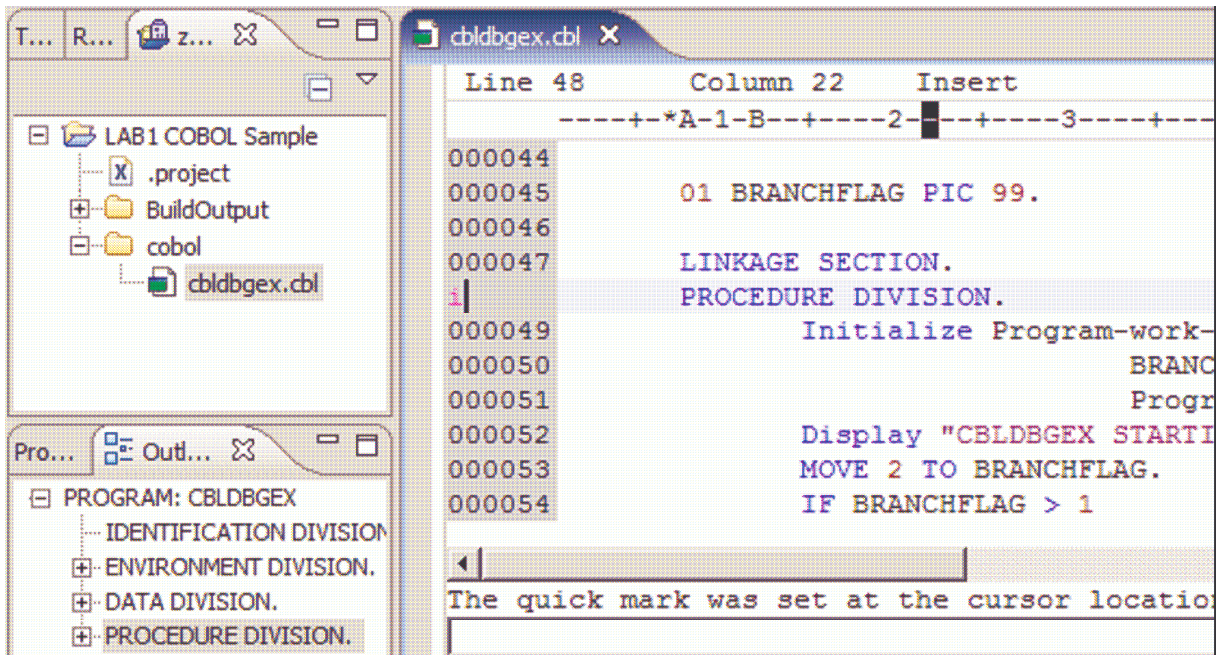 T... R... z...
LAB1 COBOL Sample
.project
BuildOutput
cobol
cbldbgex.cbl
Pro... Outl...
PROGRAM: CBLDBGEX
IDENTIFICATION DIVISION
ENVIRONMENT DIVISION.
DATA DIVISION.
PROCEDURE DIVISION.
cbldbgex.cbl
Line 48 Column 22 Insert
----+-*A-1-B--+----2----+----3----+---
000044
000045 01 BRANCHFLAG PIC 99.
000046
000047 LINKAGE SECTION.
i PROCEDURE DIVISION.
000049 Initialize Program-work-
000050 BRANC
000051 Progr
000052 Display "CBLDBGEX STARTI
000053 MOVE 2 TO BRANCHFLAG.
000054 IF BRANCHFLAG > 1
The quick mark was set at the cursor location